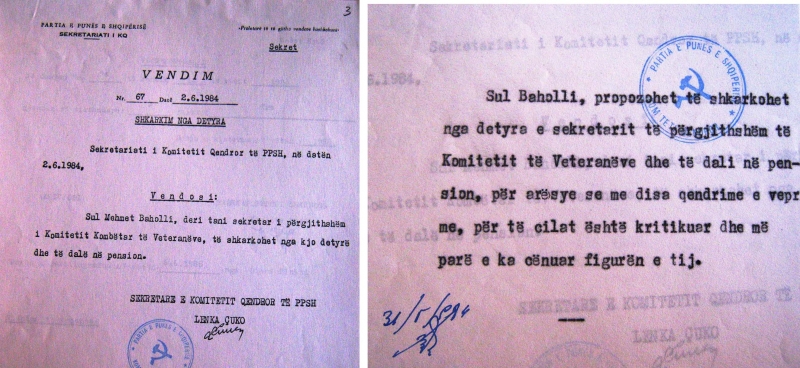 3
PARTIA E PUNËS E SHQIPËRISË
SEKRETARIATI I KQ
«Proletarë të të gjitha vendeve bashkohuni»
Sekret
VENDIM
Nr. 67 Datë 2.6.1984
SHKARKIM NGA DETYRA
Sekretariati i Komitetit Qendror të PPSH, në datën
2.6.1984,
Vendosi:
Sul Mehmet Baholli, deri tani sekretar i përgjithshëm
i Komitetit Kombëtar të Veteranëve, të shkarkohet nga kjo detyrë
dhe të dalë në pension.
SEKRETARE E KOMITETIT QENDROR TË PPSH
LENKA ÇUKO
Sekretariati i Komitetit Qendror të PPSH, në
.6.1984,
PARTIA E PUNËS E SHQIPËRISË
Sul Baholli, propozohet të shkarkohet
nga detyra e sekretarit të përgjithshëm të
Komitetit të Veteranëve dhe të dali në pen-
sion, për arësye se me disa qendrime e vepri
me, për të cilat është kritikuar dhe më
parë e ka cënuar figurën e tij.
31/5/984
SEKRETARE E KOMITETIT QENDROR TË
LENKA ÇUKO